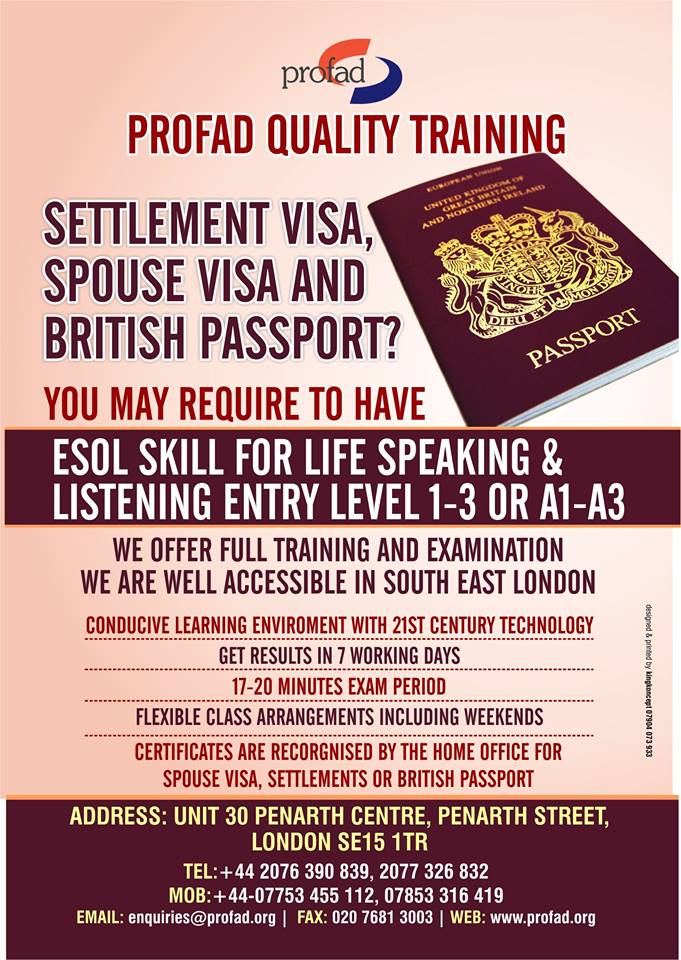 profad
PROFAD QUALITY TRAINING
EUROPEAN UNION
UNITED KINGDOM OF
GREAT BRITAIN
AND NORTHERN IRELAND
DIEU ET MON DROIT
PASSPORT
SETTLEMENT VISA,
SPOUSE VISA AND
BRITISH PASSPORT?
YOU MAY REQUIRE TO HAVE
ESOL SKILL FOR LIFE SPEAKING &
LISTENING ENTRY LEVEL 1-3 OR A1-A3
WE OFFER FULL TRAINING AND EXAMINATION
WE ARE WELL ACCESSIBLE IN SOUTH EAST LONDON
CONDUCIVE LEARNING ENVIROMENT WITH 21ST CENTURY TECHNOLOGY
GET RESULTS IN 7 WORKING DAYS
17-20 MINUTES EXAM PERIOD
FLEXIBLE CLASS ARRANGEMENTS INCLUDING WEEKENDS
CERTIFICATES ARE RECORGNISED BY THE HOME OFFICE FOR
SPOUSE VISA, SETTLEMENTS OR BRITISH PASSPORT
designed & printed by kingkoncept 07904 073 933
ADDRESS: UNIT 30 PENARTH CENTRE, PENARTH STREET,
LONDON SE15 1TR
TEL:+44 2076 390 839, 2077 326 832
MOB:+44-07753 455 112, 07853 316 419
EMAIL: enquiries@profad.org | FAX: 020 7681 3003 | WEB: www.profad.org